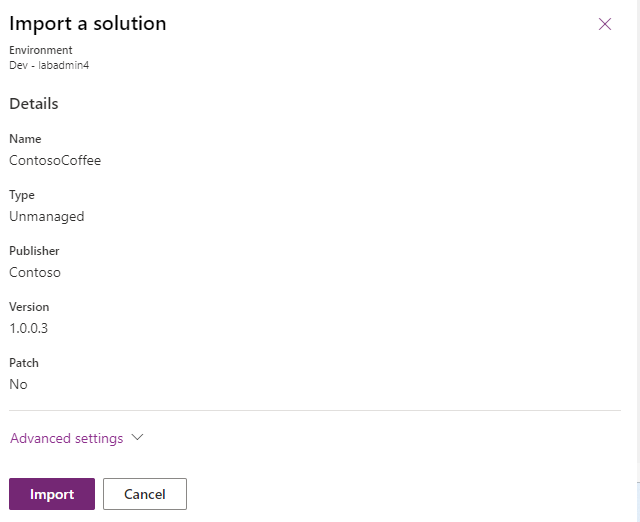 Import a solution
Environment
Dev - labadmin4
Details
Name
ContosoCoffee
Type
Unmanaged
Publisher
Contoso
Version
1.0.0.3
Patch
No
Advanced settings
Import
Cancel